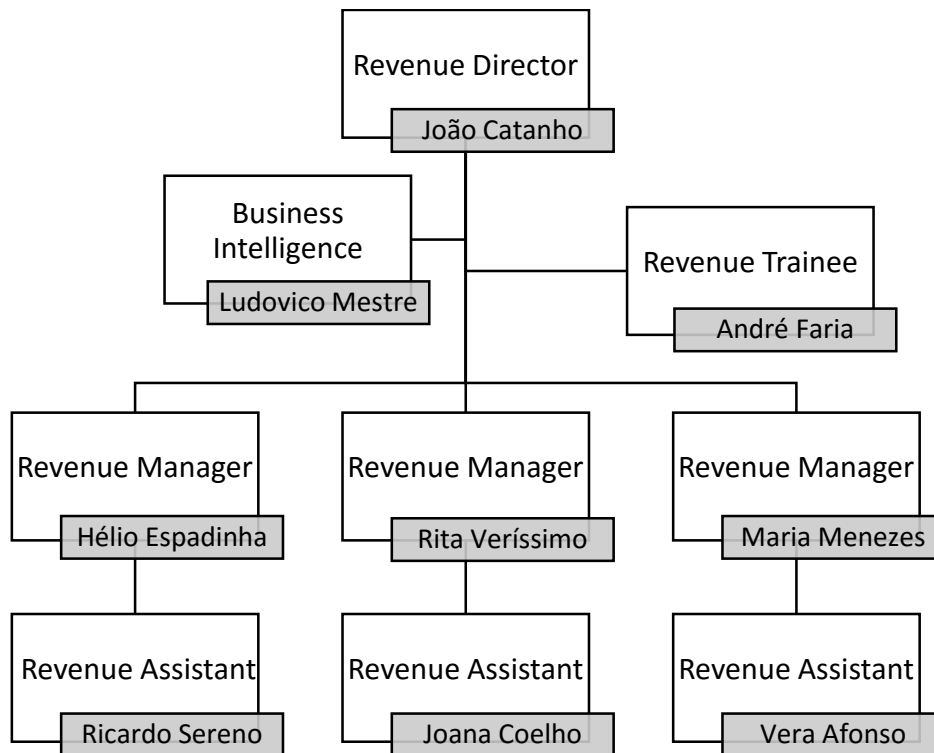 Revenue Director
João Catanho
Business
Intelligence
Ludovico Mestre
Revenue Trainee
André Faria
Revenue Manager
Hélio Espadinha
Revenue Manager
Rita Veríssimo
Revenue Manager
Maria Menezes
Revenue Assistant
Ricardo Sereno
Revenue Assistant
Joana Coelho
Revenue Assistant
Vera Afonso